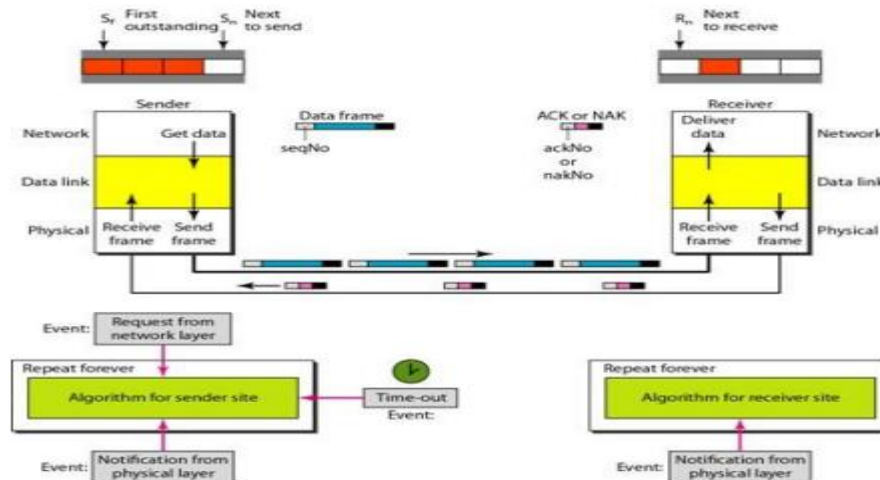 Sf First outstanding
Sn Next to send
Rn Next to receive
Sender
Receiver
Network
Get data
Data link
Physical
Receive frame
Send frame
Data frame
seqNo
ACK or NAK
ackNo
or
nakNo
Deliver data
Network
Data link
Receive frame
Send frame
Physical
Event:
Request from
network layer
Repeat forever
Algorithm for sender site
Time-out
Event:
Event:
Notification from
physical layer
Repeat forever
Algorithm for receiver site
Event:
Notification from
physical layer